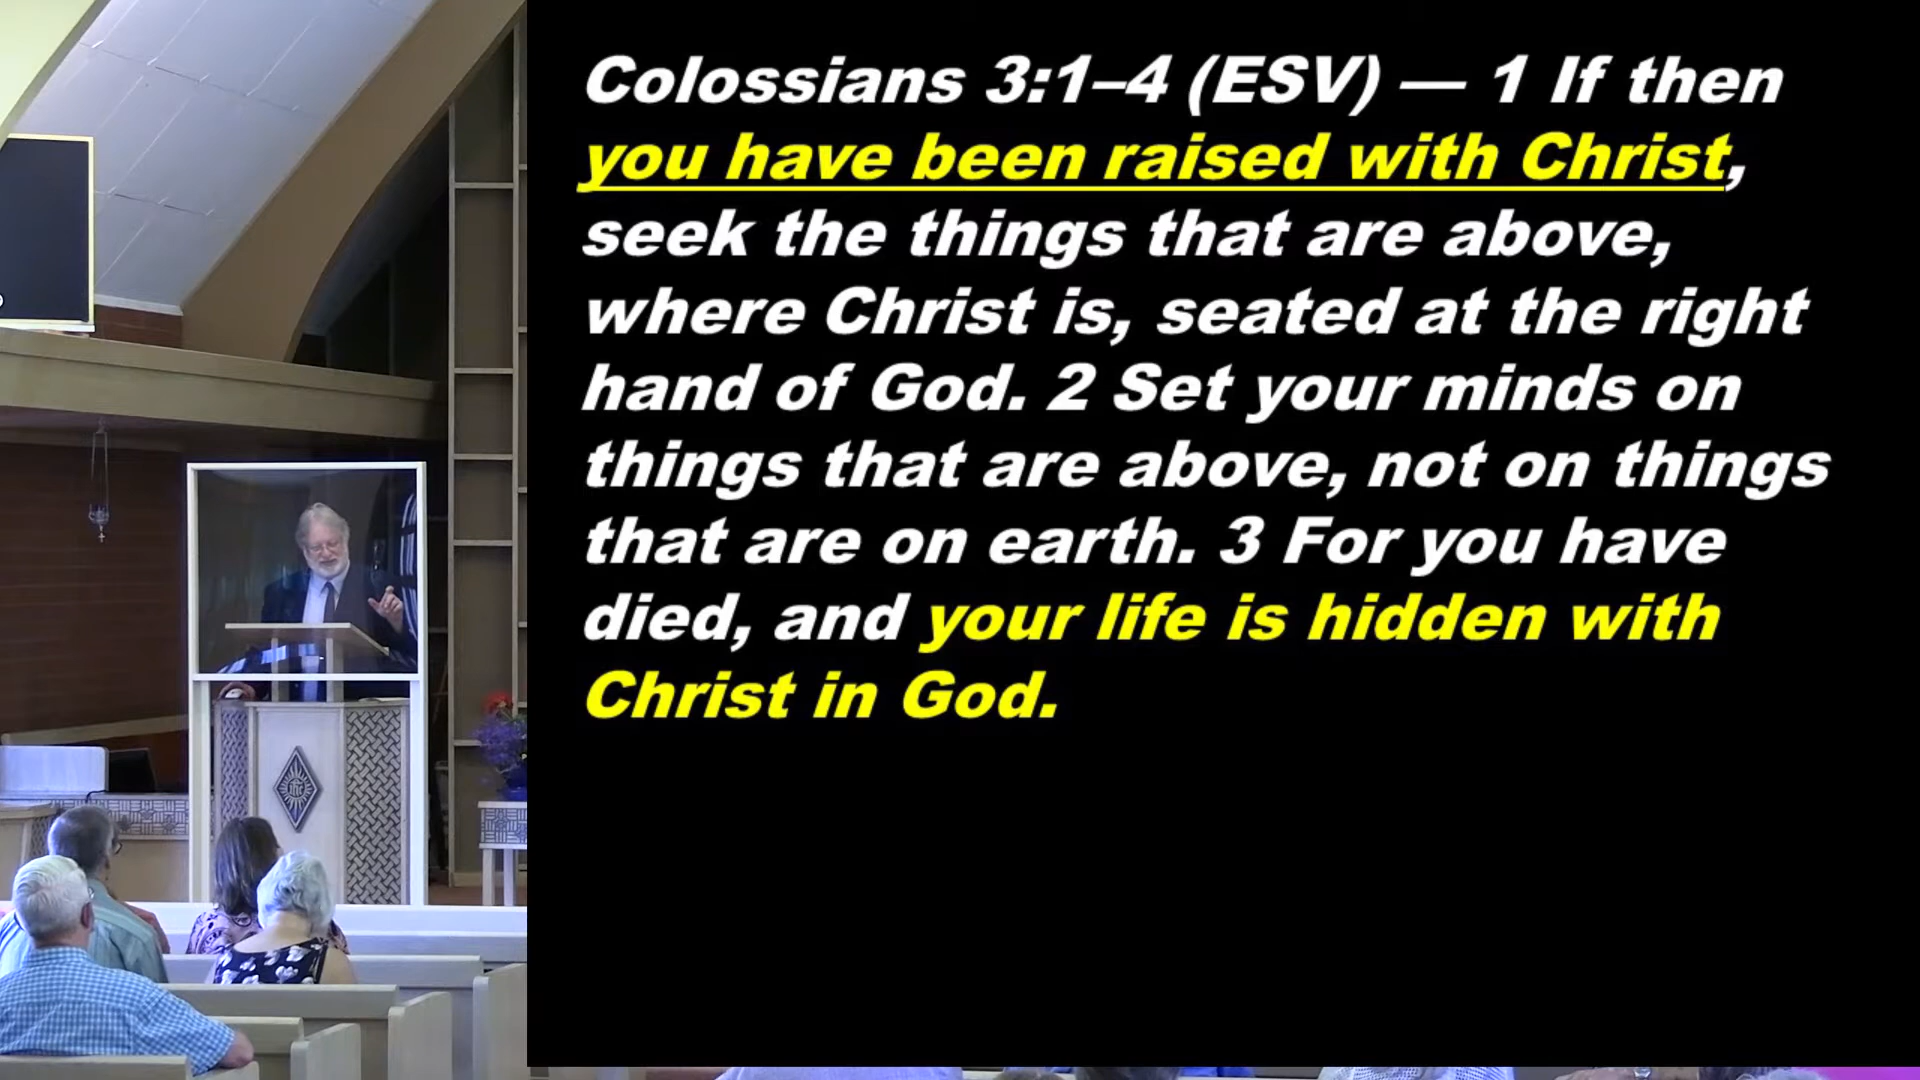 Colossians 3:1–4 (ESV) — 1 If then
you have been raised with Christ,
seek the things that are above,
where Christ is, seated at the right
hand of God. 2 Set your minds on
things that are above, not on things
that are on earth. 3 For you have
died, and your life is hidden with
Christ in God.